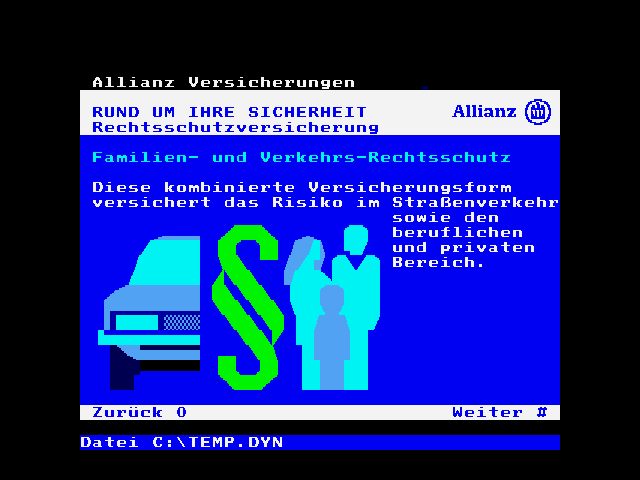 Allianz Versicherungen
RUND UM IHRE SICHERHEIT
Rechtsschutzversicherung
Allianz
Familien- und Verkehrs-Rechtsschutz
Diese kombinierte Versicherungsform
versichert das Risiko im Straßenverkehr
sowie den
beruflichen
und privaten
Bereich.
§
Zurück 0
Weiter #
Datei C:\TEMP.DYN